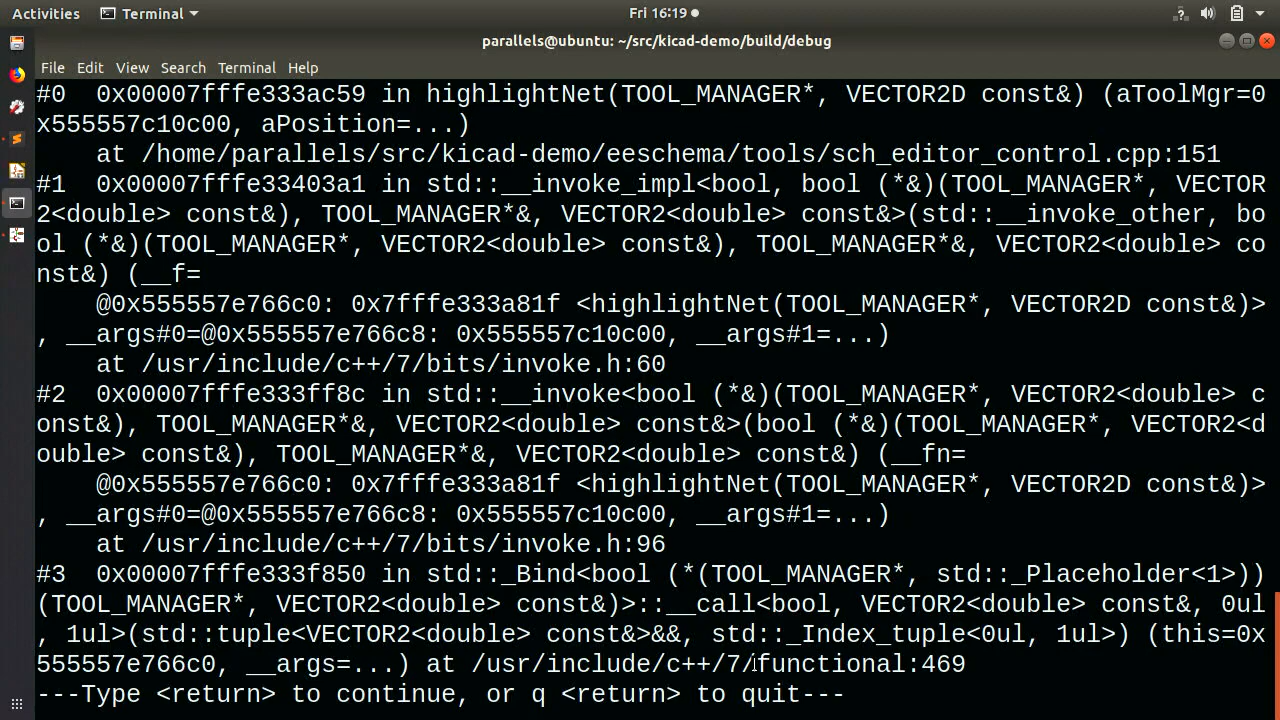 Activities Terminal Fri 16:19
parallels@ubuntu: ~/src/kicad-demo/build/debug
File Edit View Search Terminal Help
#0  0x00007fffe333ac59 in highlightNet(TOOL_MANAGER*, VECTOR2D const&) (aToolMgr=0
x555557c10c00, aPosition=...)
    at /home/parallels/src/kicad-demo/eeschema/tools/sch_editor_control.cpp:151
#1  0x00007fffe33403a1 in std::__invoke_impl<bool, bool (*&)(TOOL_MANAGER*, VECTOR
2<double> const&), TOOL_MANAGER*&, VECTOR2<double> const&>(std::__invoke_other, bo
ol (*&)(TOOL_MANAGER*, VECTOR2<double> const&), TOOL_MANAGER*&, VECTOR2<double> co
nst&) (__f=
    @0x555557e766c0: 0x7fffe333a81f <highlightNet(TOOL_MANAGER*, VECTOR2D const&)>
, __args#0=@0x555557e766c8: 0x555557c10c00, __args#1=...)
    at /usr/include/c++/7/bits/invoke.h:60
#2  0x00007fffe333ff8c in std::__invoke<bool (*&)(TOOL_MANAGER*, VECTOR2<double> c
onst&), TOOL_MANAGER*&, VECTOR2<double> const&>(bool (*&)(TOOL_MANAGER*, VECTOR2<d
ouble> const&), TOOL_MANAGER*&, VECTOR2<double> const&) (__fn=
    @0x555557e766c0: 0x7fffe333a81f <highlightNet(TOOL_MANAGER*, VECTOR2D const&)>
, __args#0=@0x555557e766c8: 0x555557c10c00, __args#1=...)
    at /usr/include/c++/7/bits/invoke.h:96
#3  0x00007fffe333f850 in std::_Bind<bool (*(TOOL_MANAGER*, std::_Placeholder<1>))
(TOOL_MANAGER*, VECTOR2<double> const&)>::__call<bool, VECTOR2<double> const&, 0ul
, 1ul>(std::tuple<VECTOR2<double> const&>&&, std::_Index_tuple<0ul, 1ul>) (this=0x
555557e766c0, __args=...) at /usr/include/c++/7/functional:469
---Type <return> to continue, or q <return> to quit---